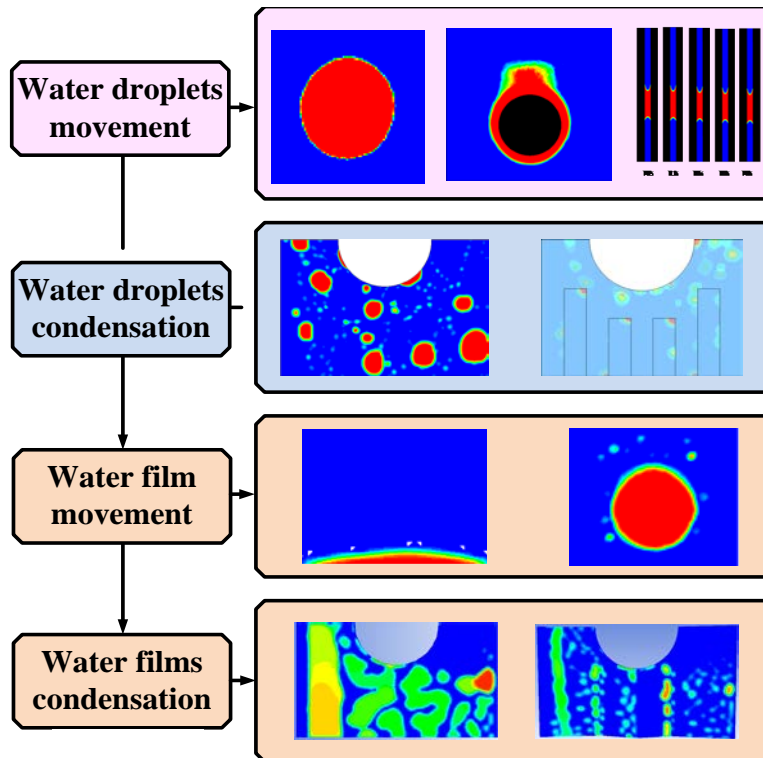 Water droplets
movement
Water droplets
condensation
Water film
movement
Water films
condensation